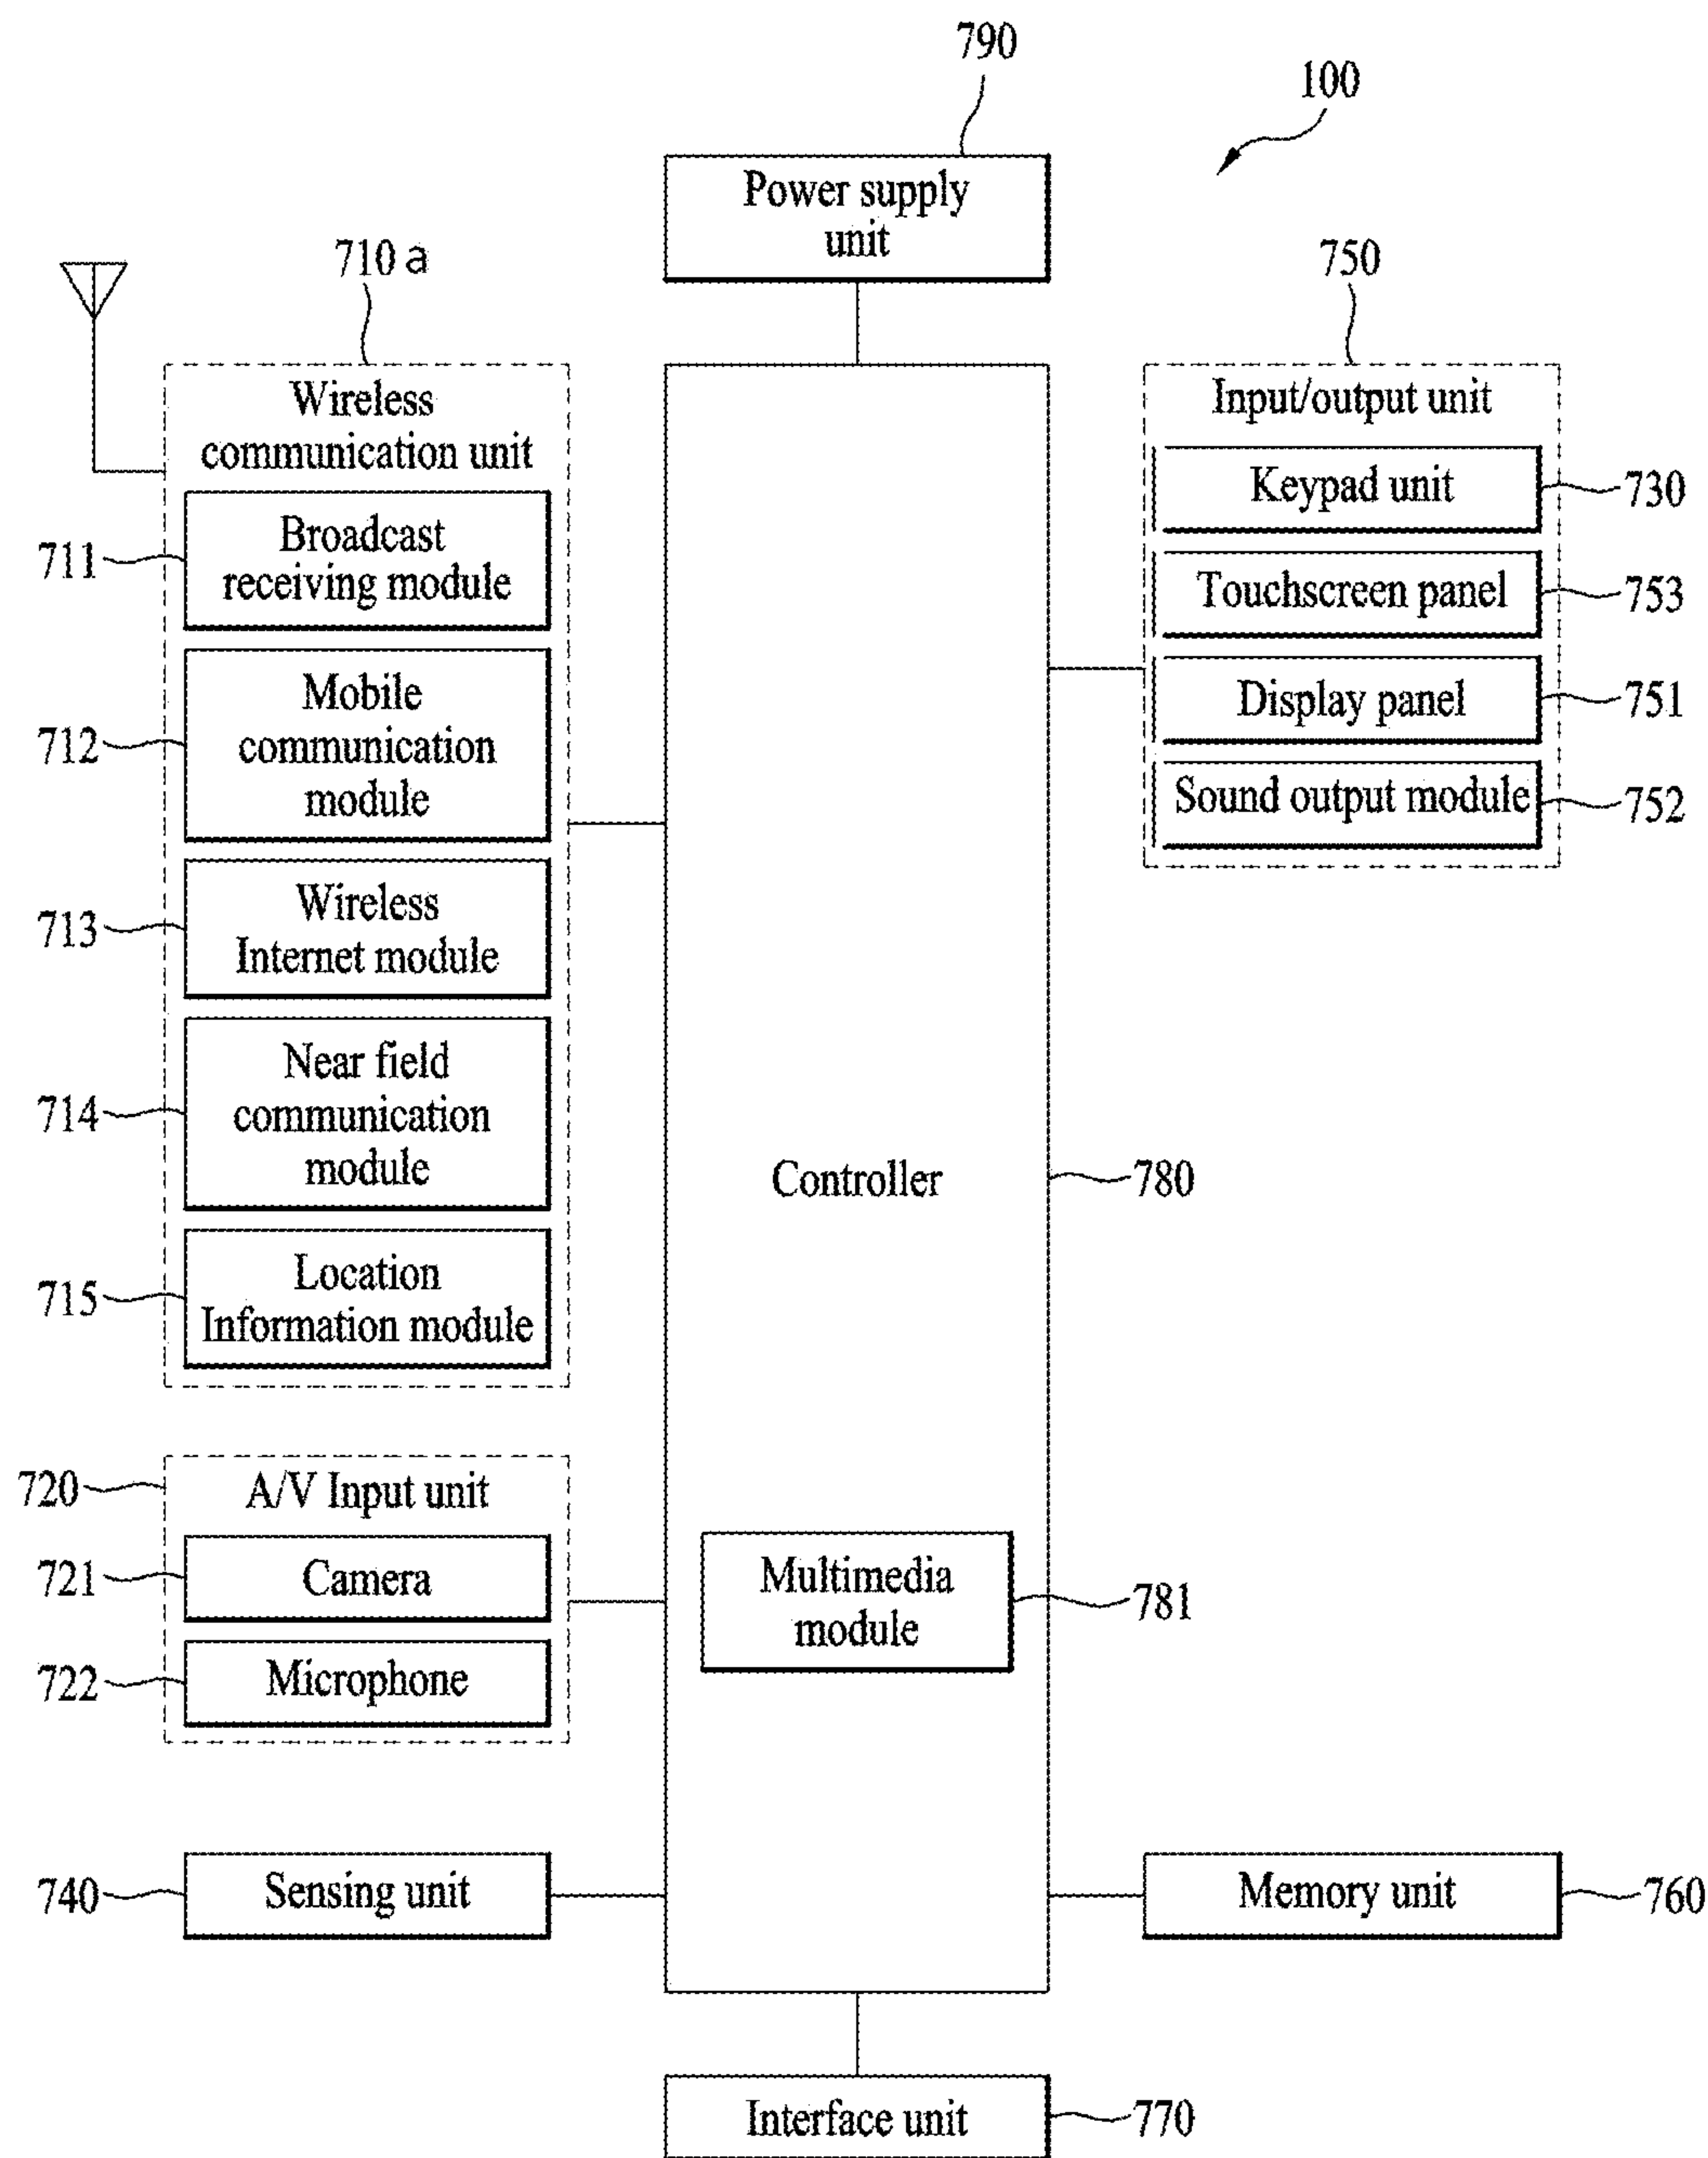 790
100
Power supply
unit
710 a
750
Wireless
communication unit
Input/output unit
Keypad unit
730
711
Broadcast
receiving module
Touchscreen panel
753
712
Mobile
communication
module
Display panel
751
Sound output module
752
713
Wireless
Internet module
714
Near field
communication
module
Controller
780
715
Location
Information module
720
A/V Input unit
721
Camera
Multimedia
module
781
722
Microphone
740
Sensing unit
Memory unit
760
Interface unit
770